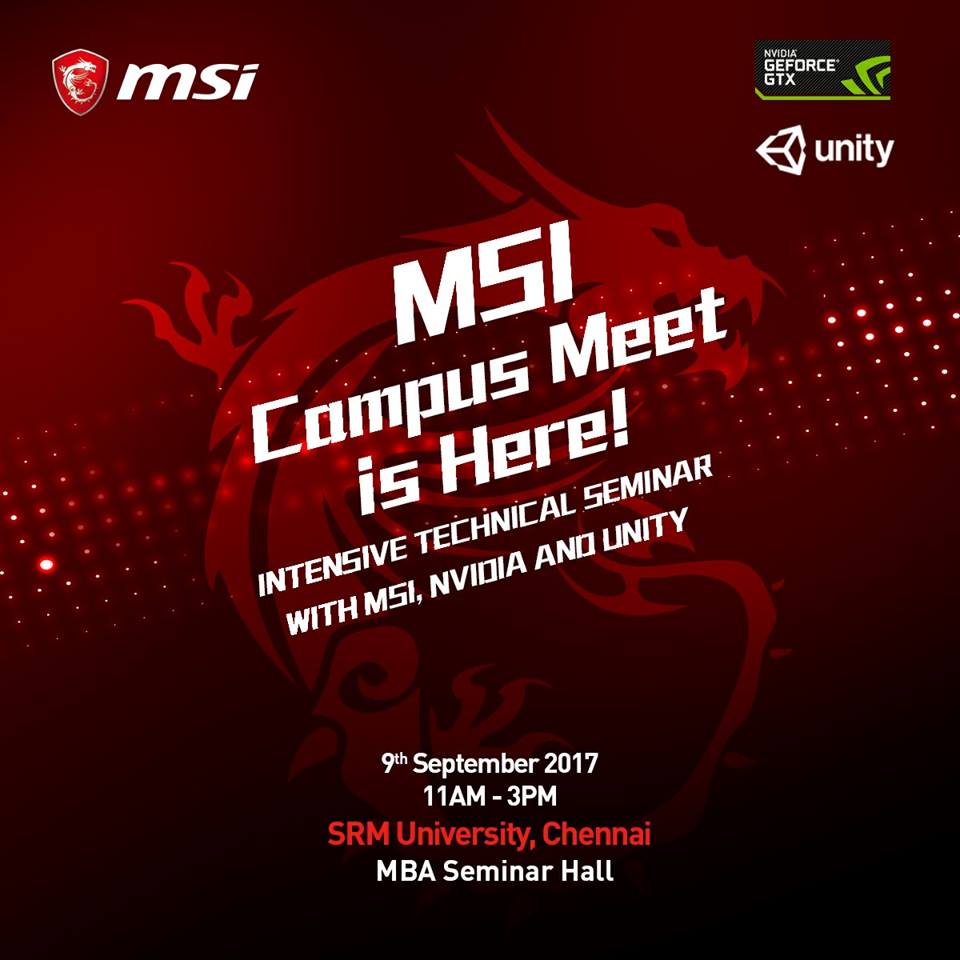 msi
NVIDIA
GEFORCE
GTX
unity
MSI
Campus Meet
is Here!
INTENSIVE TECHNICAL SEMINAR
WITH MSI, NVIDIA AND UNITY
9th September 2017
11AM - 3PM
SRM University, Chennai
MBA Seminar Hall